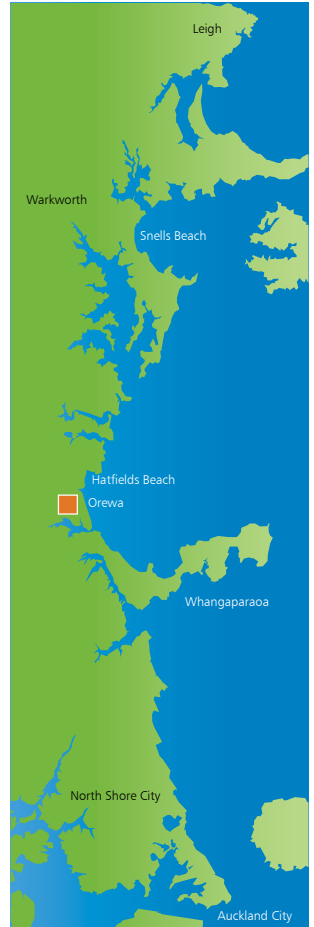 Leigh
Warkworth
Snells Beach
Hatfields Beach
Orewa
Whangaparaoa
North Shore City
Auckland City